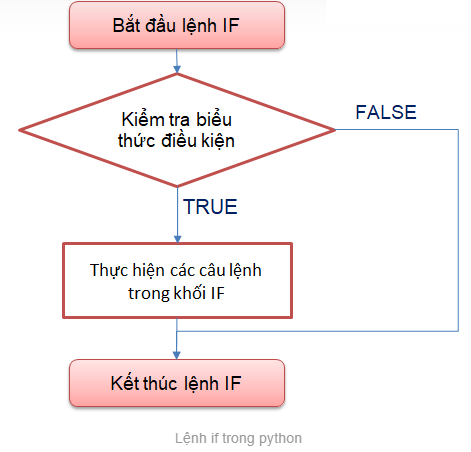 Bắt đầu lệnh IF
Kiểm tra biểu
thức điều kiện
FALSE
TRUE
Thực hiện các câu lệnh
trong khối IF
Kết thúc lệnh IF
Lệnh if trong python